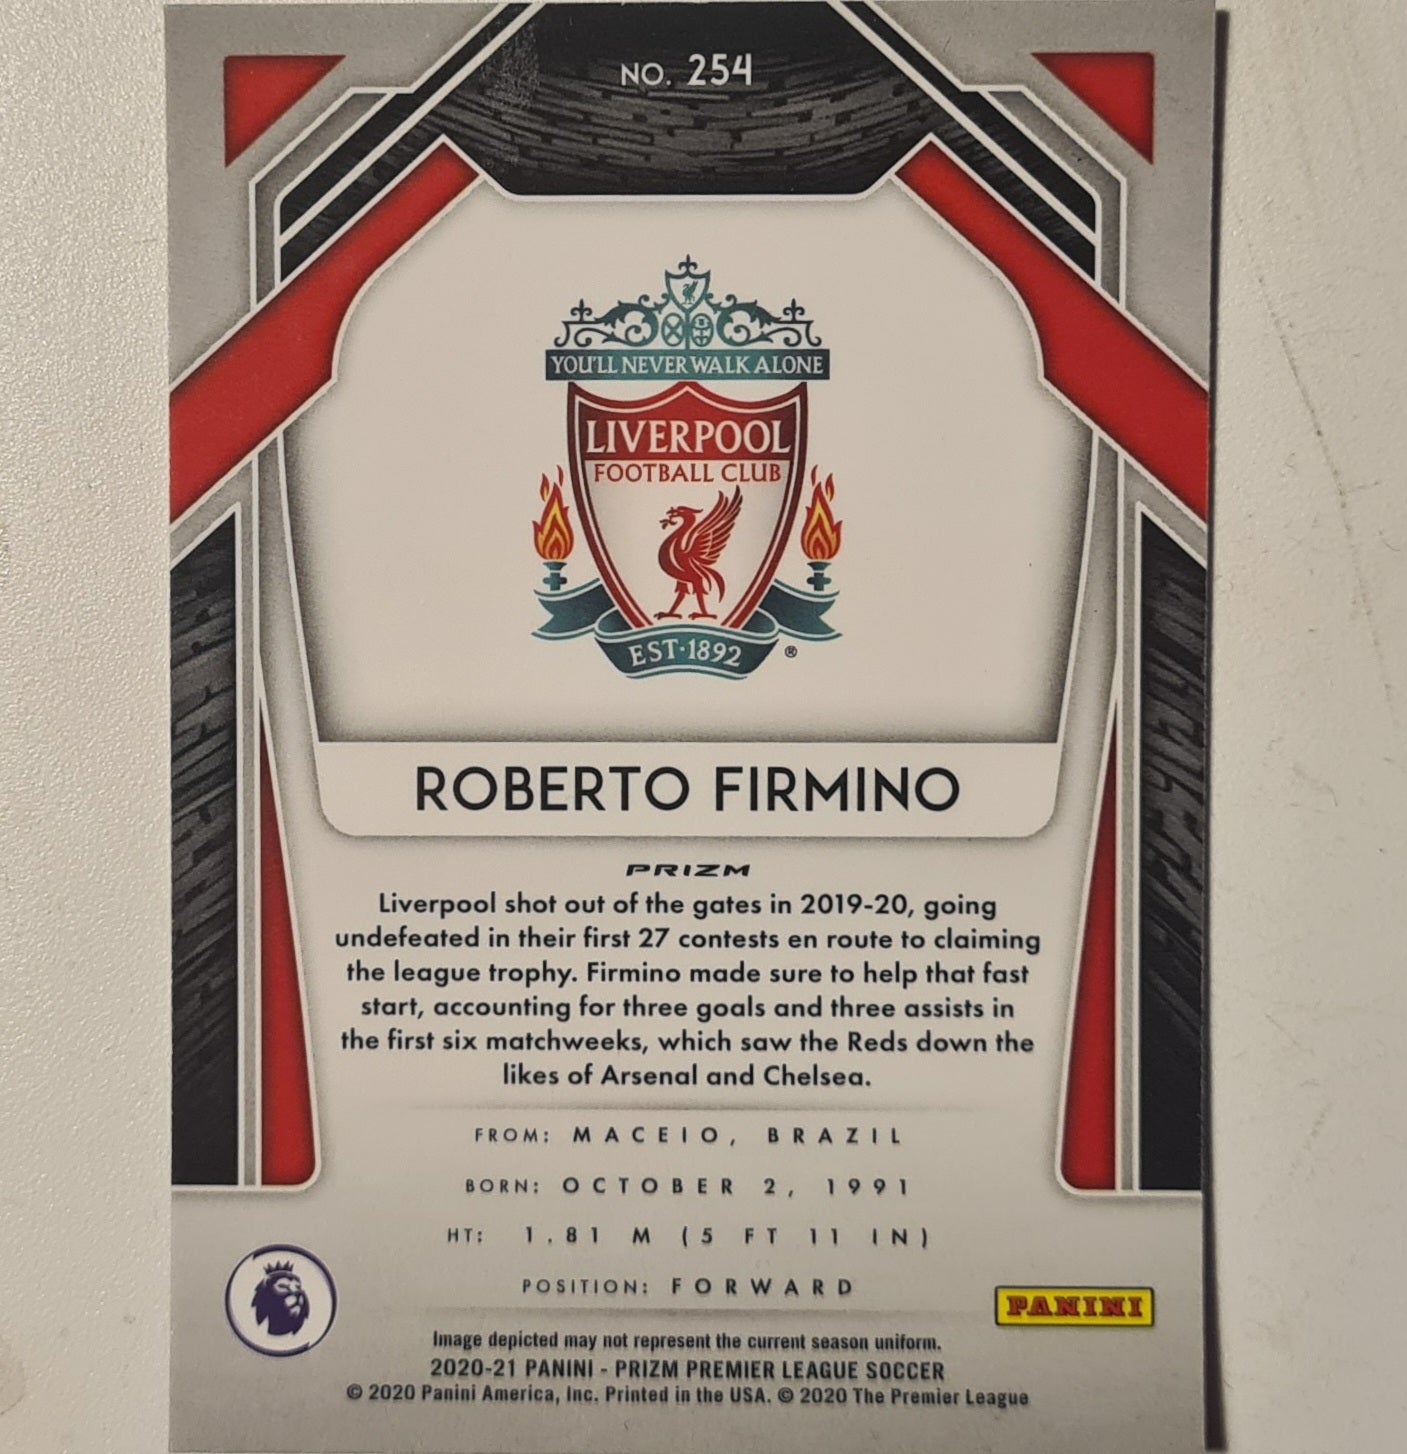 NO. 254
YOU'LL NEVER WALK ALONE
LIVERPOOL
FOOTBALL CLUB
EST·1892 ®
ROBERTO FIRMINO
PRIZM
Liverpool shot out of the gates in 2019-20, going
undefeated in their first 27 contests en route to claiming
the league trophy. Firmino made sure to help that fast
start, accounting for three goals and three assists in
the first six matchweeks, which saw the Reds down the
likes of Arsenal and Chelsea.
FROM: MACEIO, BRAZIL
BORN: OCTOBER 2, 1991
HT: 1.81 M (5 FT 11 IN)
POSITION: FORWARD
PANINI
Image depicted may not represent the current season uniform.
2020-21 PANINI - PRIZM PREMIER LEAGUE SOCCER
© 2020 Panini America, Inc. Printed in the USA. © 2020 The Premier League